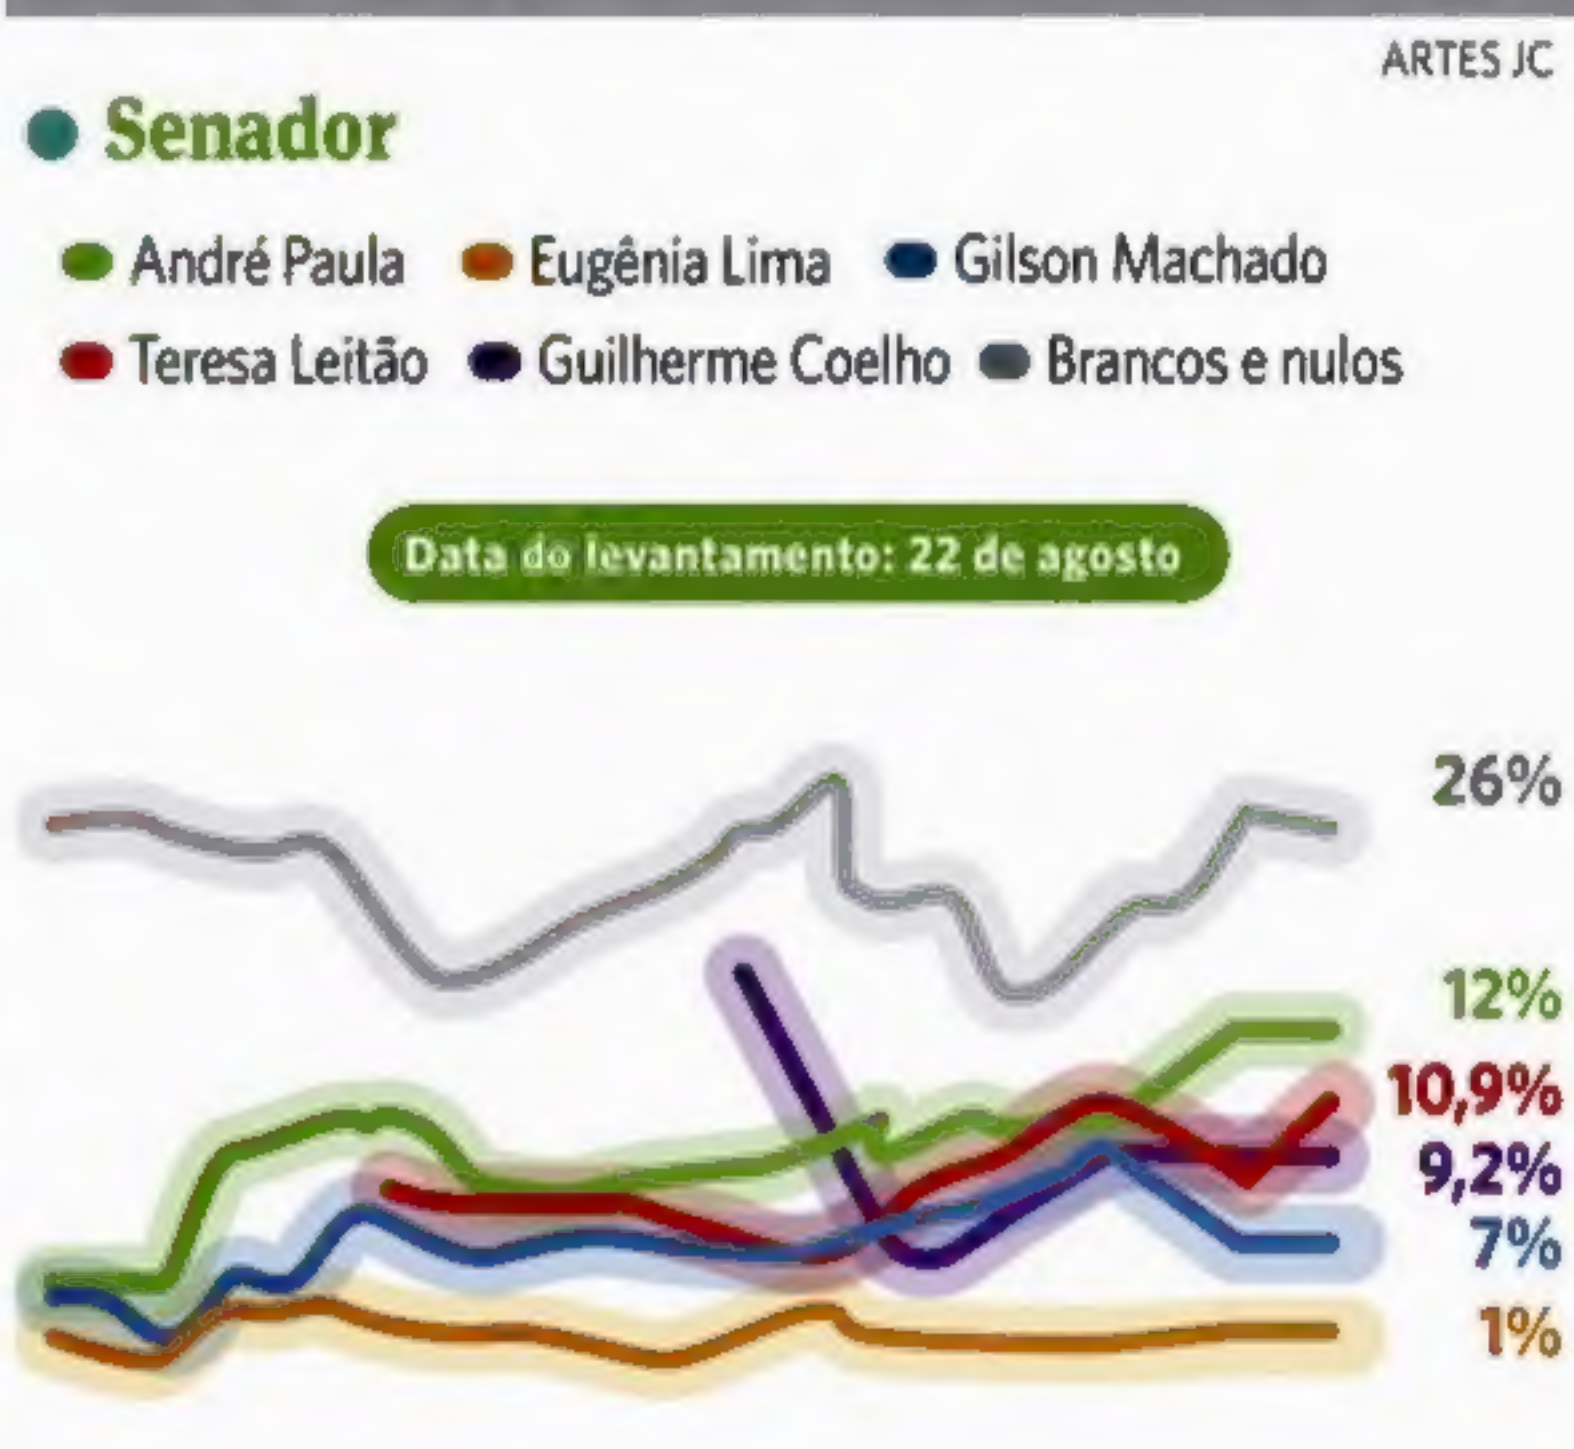 ARTES JC
Senador
André Paula Eugênia Lima Gilson Machado
Teresa Leitão Guilherme Coelho Brancos e nulos
Data do levantamento: 22 de agosto
26%
12%
10,9%
9,2%
7%
1%